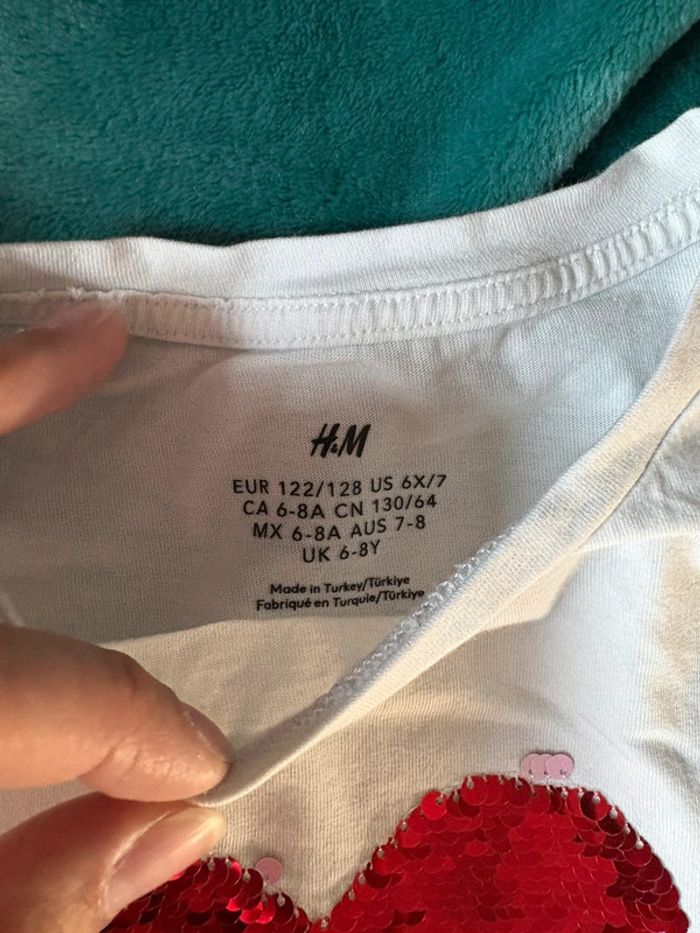 H&M
EUR 122/128 US 6X/7
CA 6-8A CN 130/64
MX 6-8A AUS 7-8
UK 6-8Y
Made in Turkey/Türkiye
Fabriqué en Turquie/Türkiye